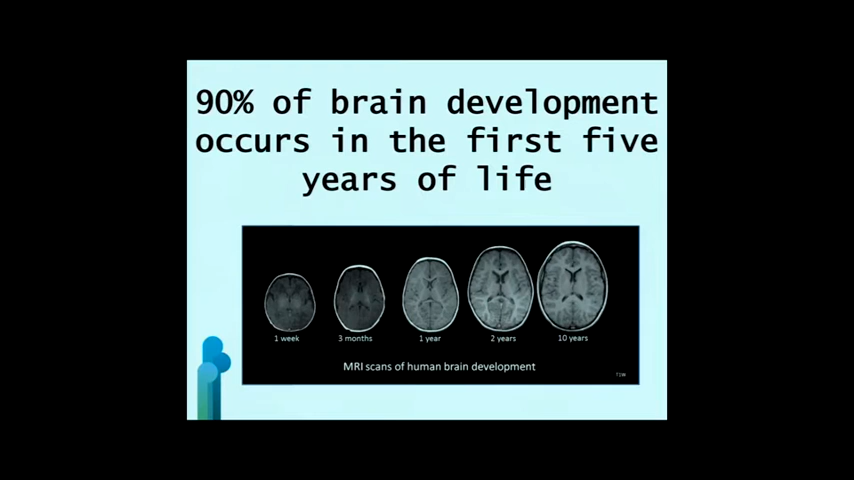 90% of brain development
occurs in the first five
years of life
1 week
3 months
1 year
2 years
10 years
MRI scans of human brain development
T1W